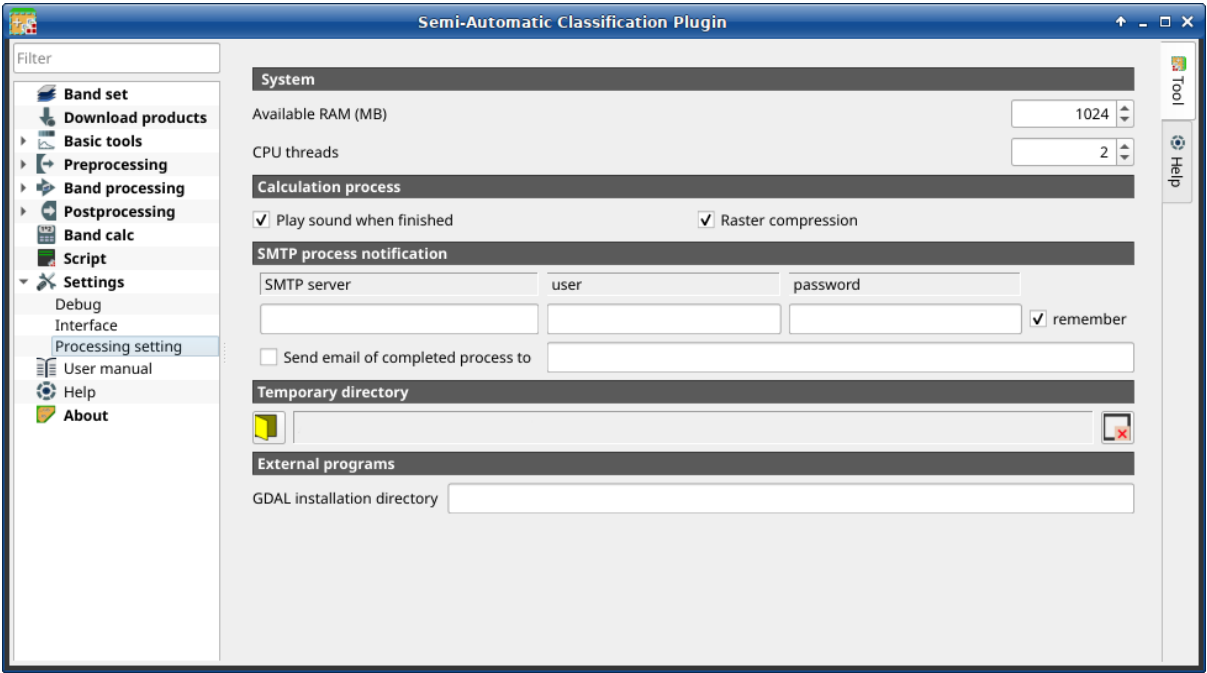 Semi-Automatic Classification Plugin
Filter
Band set
Download products
Basic tools
Preprocessing
Band processing
Postprocessing
Band calc
Script
Settings
Debug
Interface
Processing setting
User manual
Help
About
System
Available RAM (MB) 1024
CPU threads 2
Calculation process
Play sound when finished Raster compression
SMTP process notification
SMTP server user password
remember
Send email of completed process to
Temporary directory
External programs
GDAL installation directory
Tool
Help